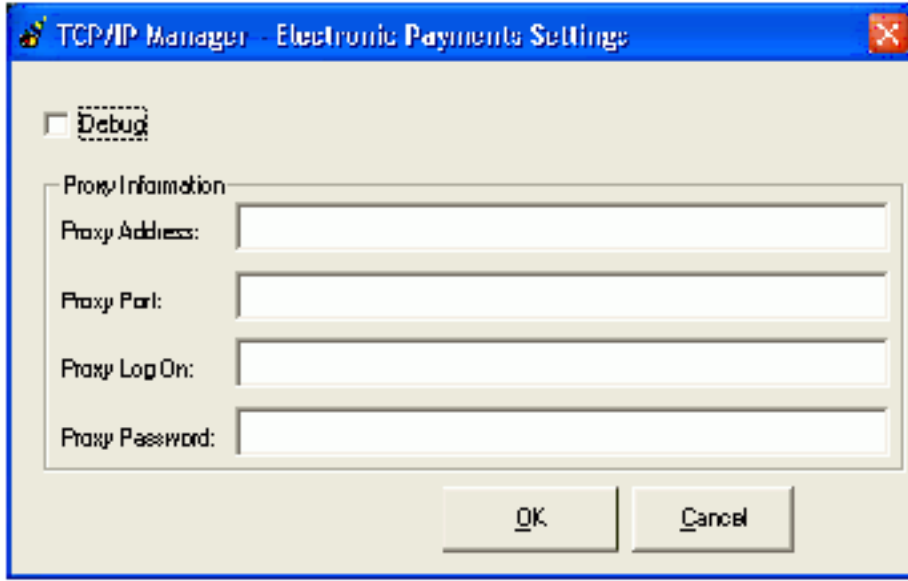 TCP/IP Manager - Electronic Payments Settings
Debug
Proxy Information
Proxy Address:
Proxy Port:
Proxy Log On:
Proxy Password:
OK Cancel